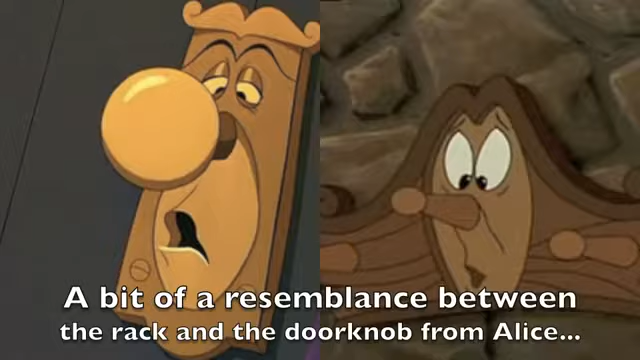 A bit of a resemblance between
the rack and the doorknob from Alice...